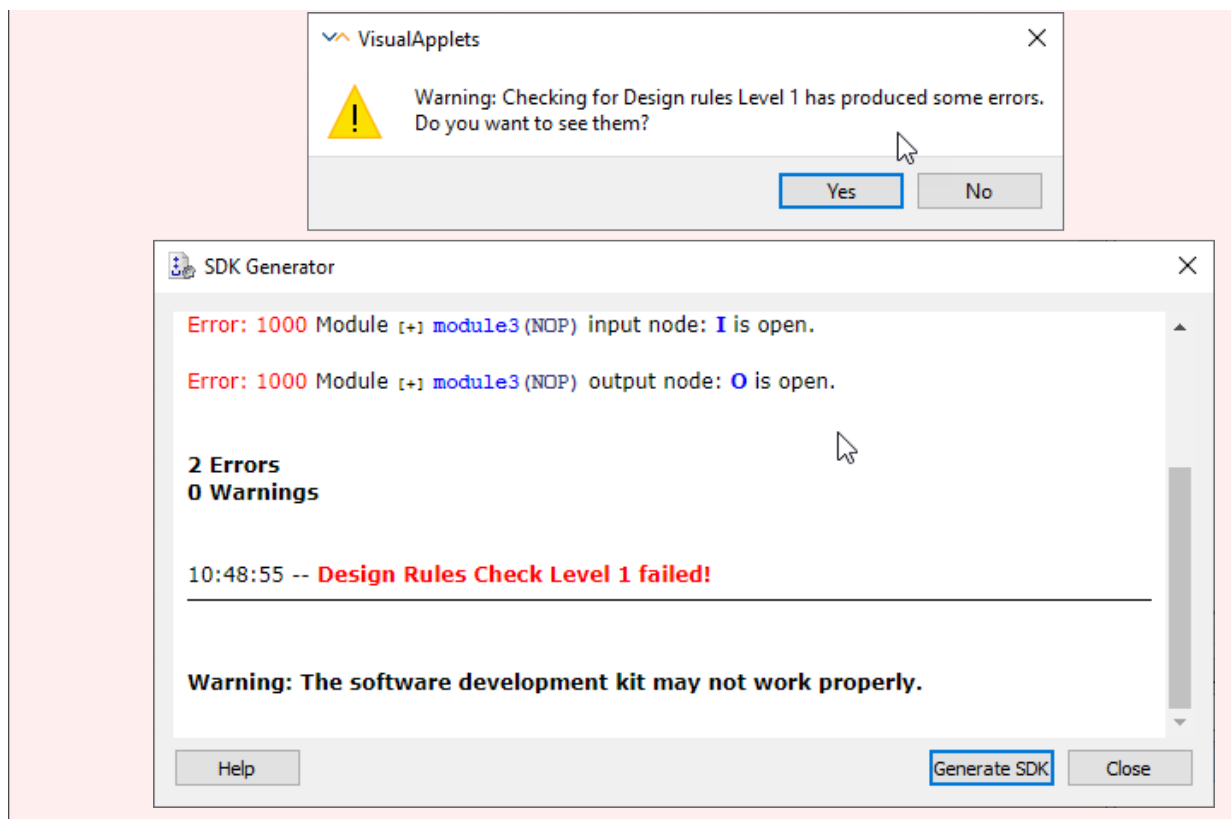 VisualApplets
Warning: Checking for Design rules Level 1 has produced some errors.
Do you want to see them?
Yes No
SDK Generator
Error: 1000 Module [+] module3(NOP) input node: I is open.
Error: 1000 Module [+] module3(NOP) output node: O is open.
2 Errors
0 Warnings
10:48:55 -- Design Rules Check Level 1 failed!
Warning: The software development kit may not work properly.
Help Generate SDK Close